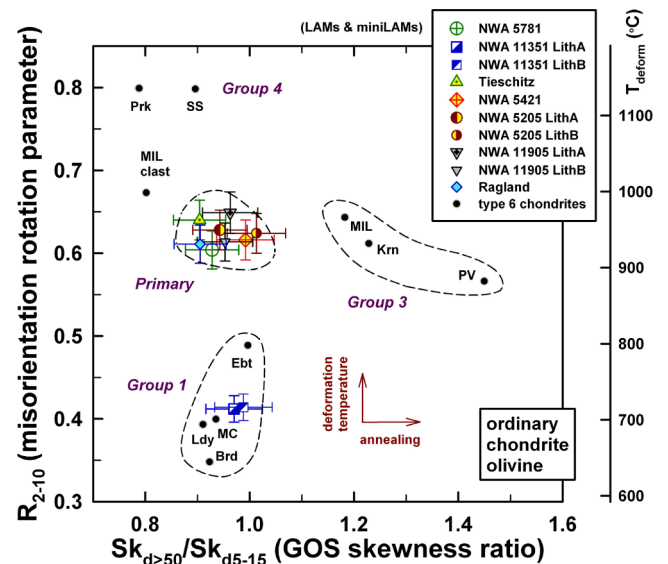 (LAMs & miniLAMs)
NWA 5781
NWA 11351 LithA
NWA 11351 LithB
Tieschitz
NWA 5421
NWA 5205 LithA
NWA 5205 LithB
NWA 11905 LithA
NWA 11905 LithB
Ragland
type 6 chondrites
R2-10 (misorientation rotation parameter)
0.8
0.7
0.6
0.5
0.4
0.3
Prk
SS
Group 4
MIL
clast
Primary
MIL
Krn
PV
Group 3
Group 1
Ebt
Ldy
MC
Brd
deformation
temperature
annealing
ordinary
chondrite
olivine
Tdeform (°C)
1100
1000
900
800
700
600
0.8
1.0
1.2
1.4
1.6
Skd>50/Skd5-15 (GOS skewness ratio)